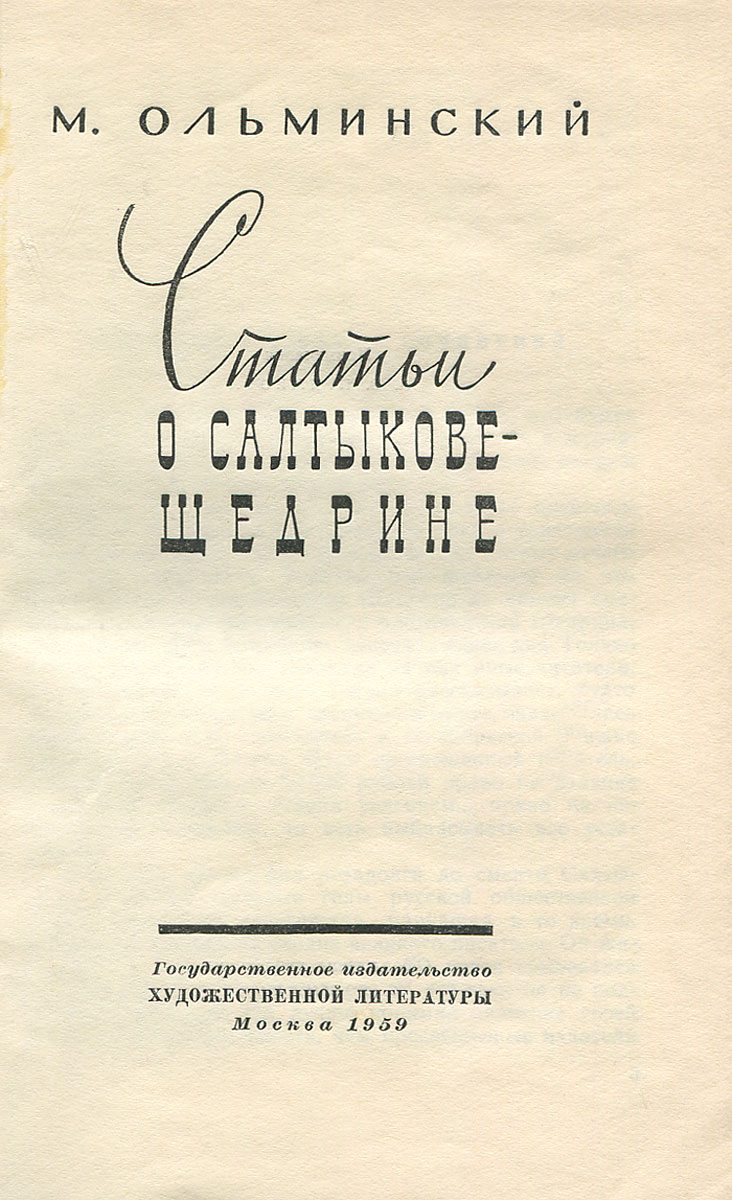 М. ОЛЬМИНСКИЙ
Статьи
О САЛТЫКОВЕ-
ЩЕДРИНЕ
Государственное издательство
ХУДОЖЕСТВЕННОЙ ЛИТЕРАТУРЫ
Москва 1959